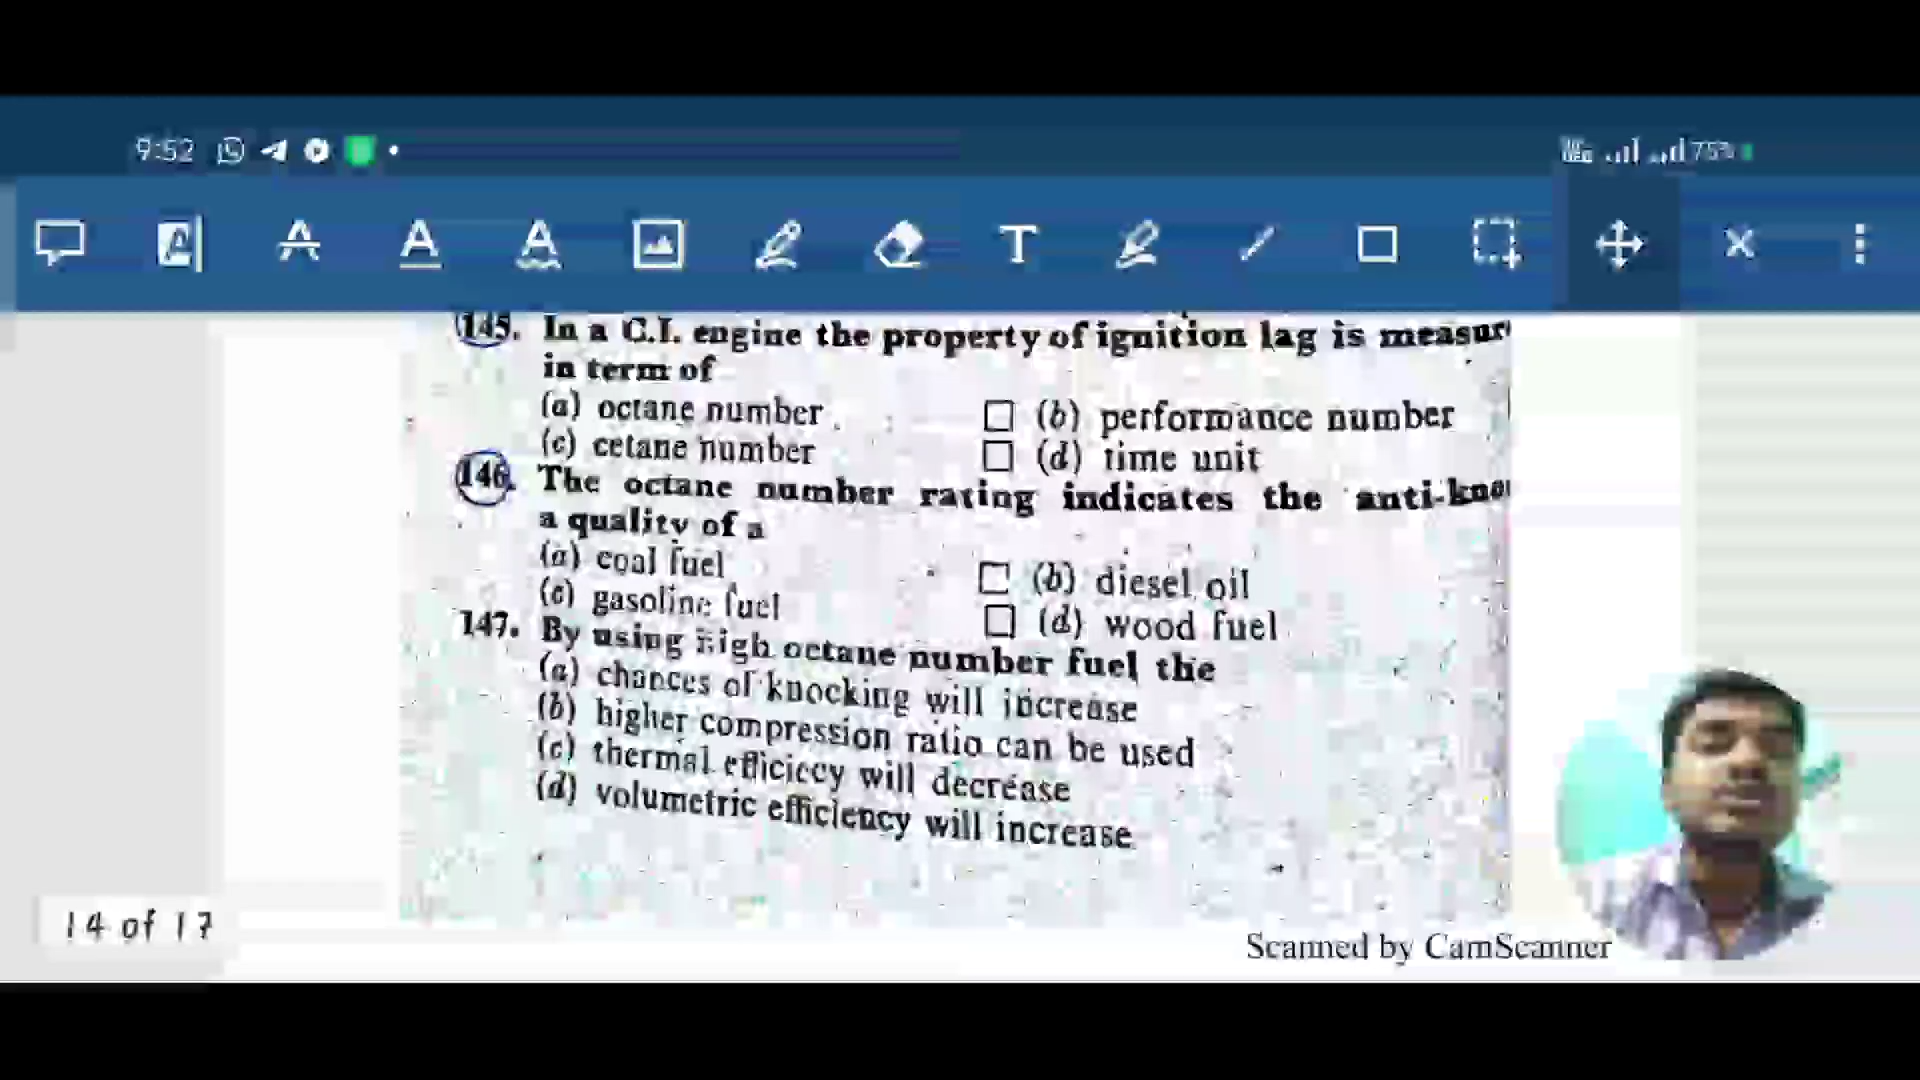 9:52
75%
145. In a C.I. engine the property of ignition lag is measur
in term of
(a) octane number
(b) performance number
(c) cetane number
(d) time unit
146. The octane number rating indicates the anti-kno
a quality of a
(a) coal fuel
(b) diesel oil
(c) gasoline fuel
(d) wood fuel
147. By using high octane number fuel the
(a) chances of knocking will increase
(b) higher compression ratio can be used
(c) thermal efficiecy will decrease
(d) volumetric efficiency will increase
14 of 17
Scanned by CamScanner